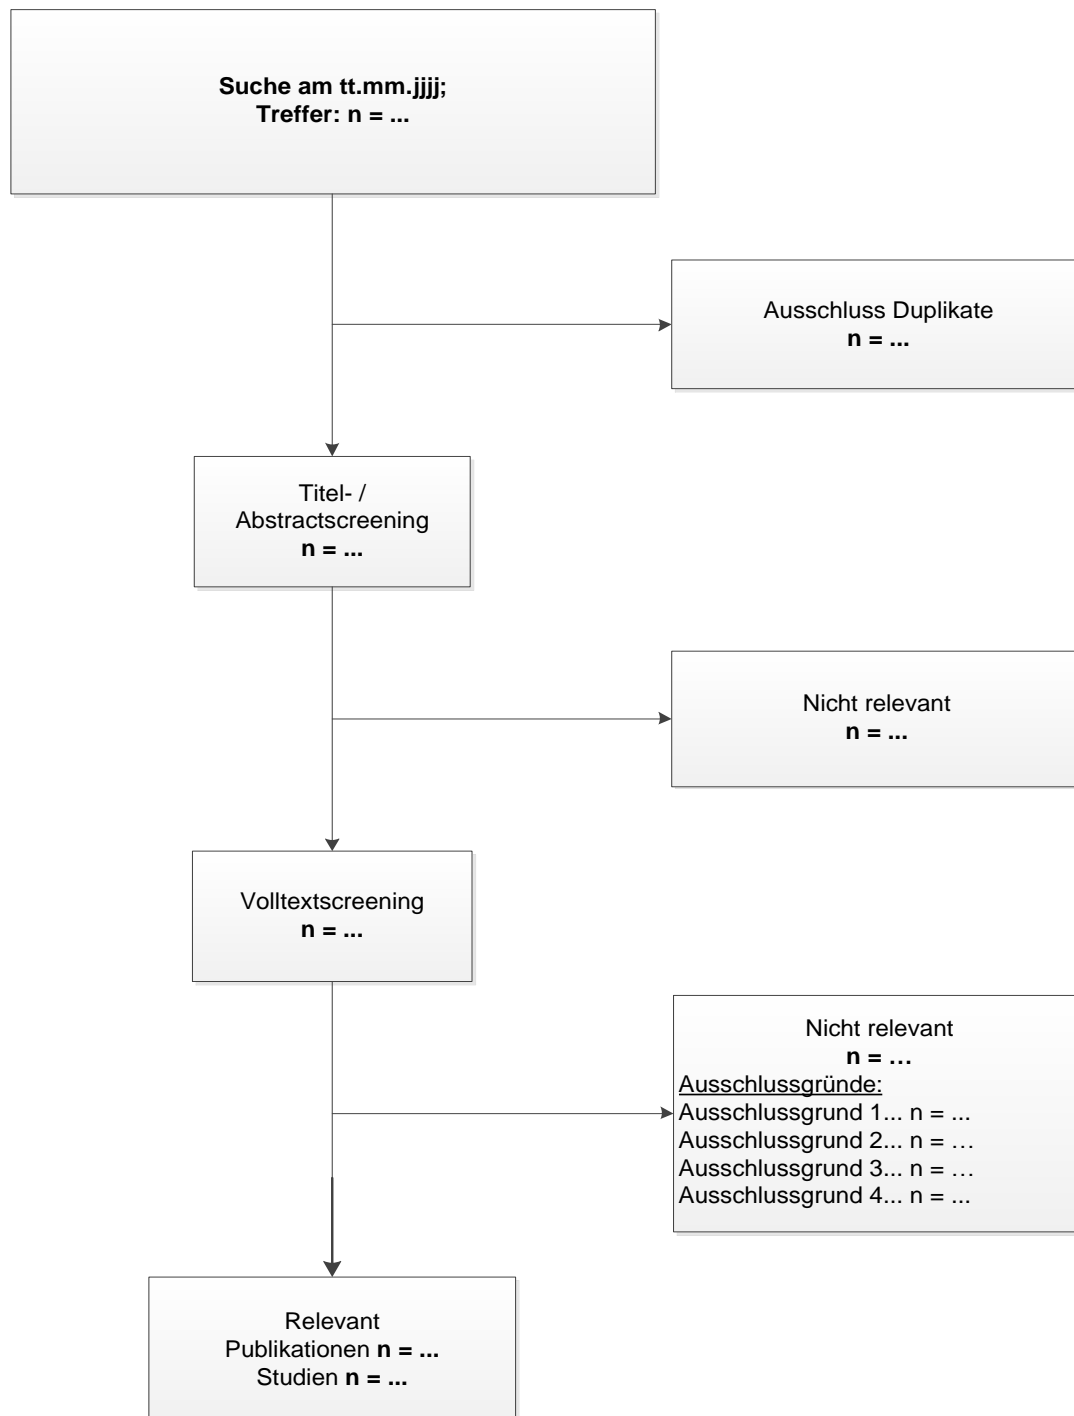 Suche am tt.mm.jjjj;
Treffer: n = ...
Ausschluss Duplikate
n = ...
Titel- /
Abstractscreening
n = ...
Nicht relevant
n = ...
Volltextscreening
n = ...
Nicht relevant
n = …
Ausschlussgründe:
Ausschlussgrund 1... n = ...
Ausschlussgrund 2... n = …
Ausschlussgrund 3... n = …
Ausschlussgrund 4... n = ...
Relevant
Publikationen n = ...
Studien n = ...